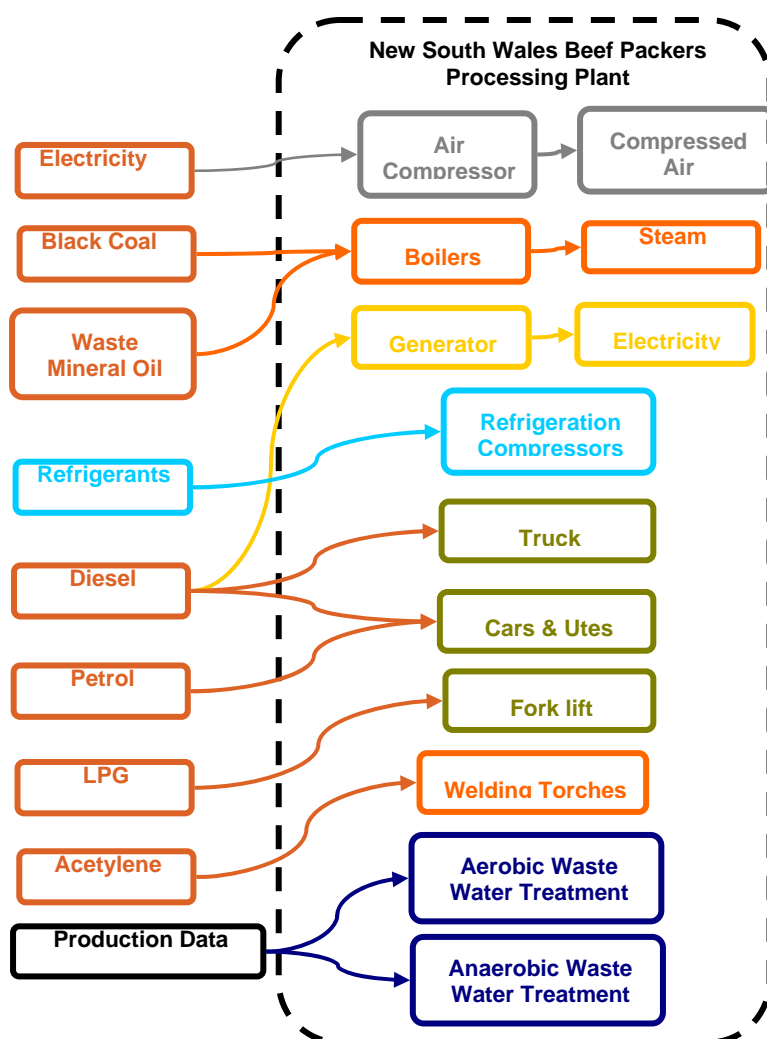 New South Wales Beef Packers
Processing Plant
Electricity
Air
Compressor
Compressed
Air
Black Coal
Boilers
Steam
Waste
Mineral Oil
Generator
Electricity
Refrigerants
Refrigeration
Compressors
Diesel
Truck
Cars & Utes
Petrol
Fork lift
LPG
Welding Torches
Acetylene
Aerobic Waste
Water Treatment
Production Data
Anaerobic Waste
Water Treatment